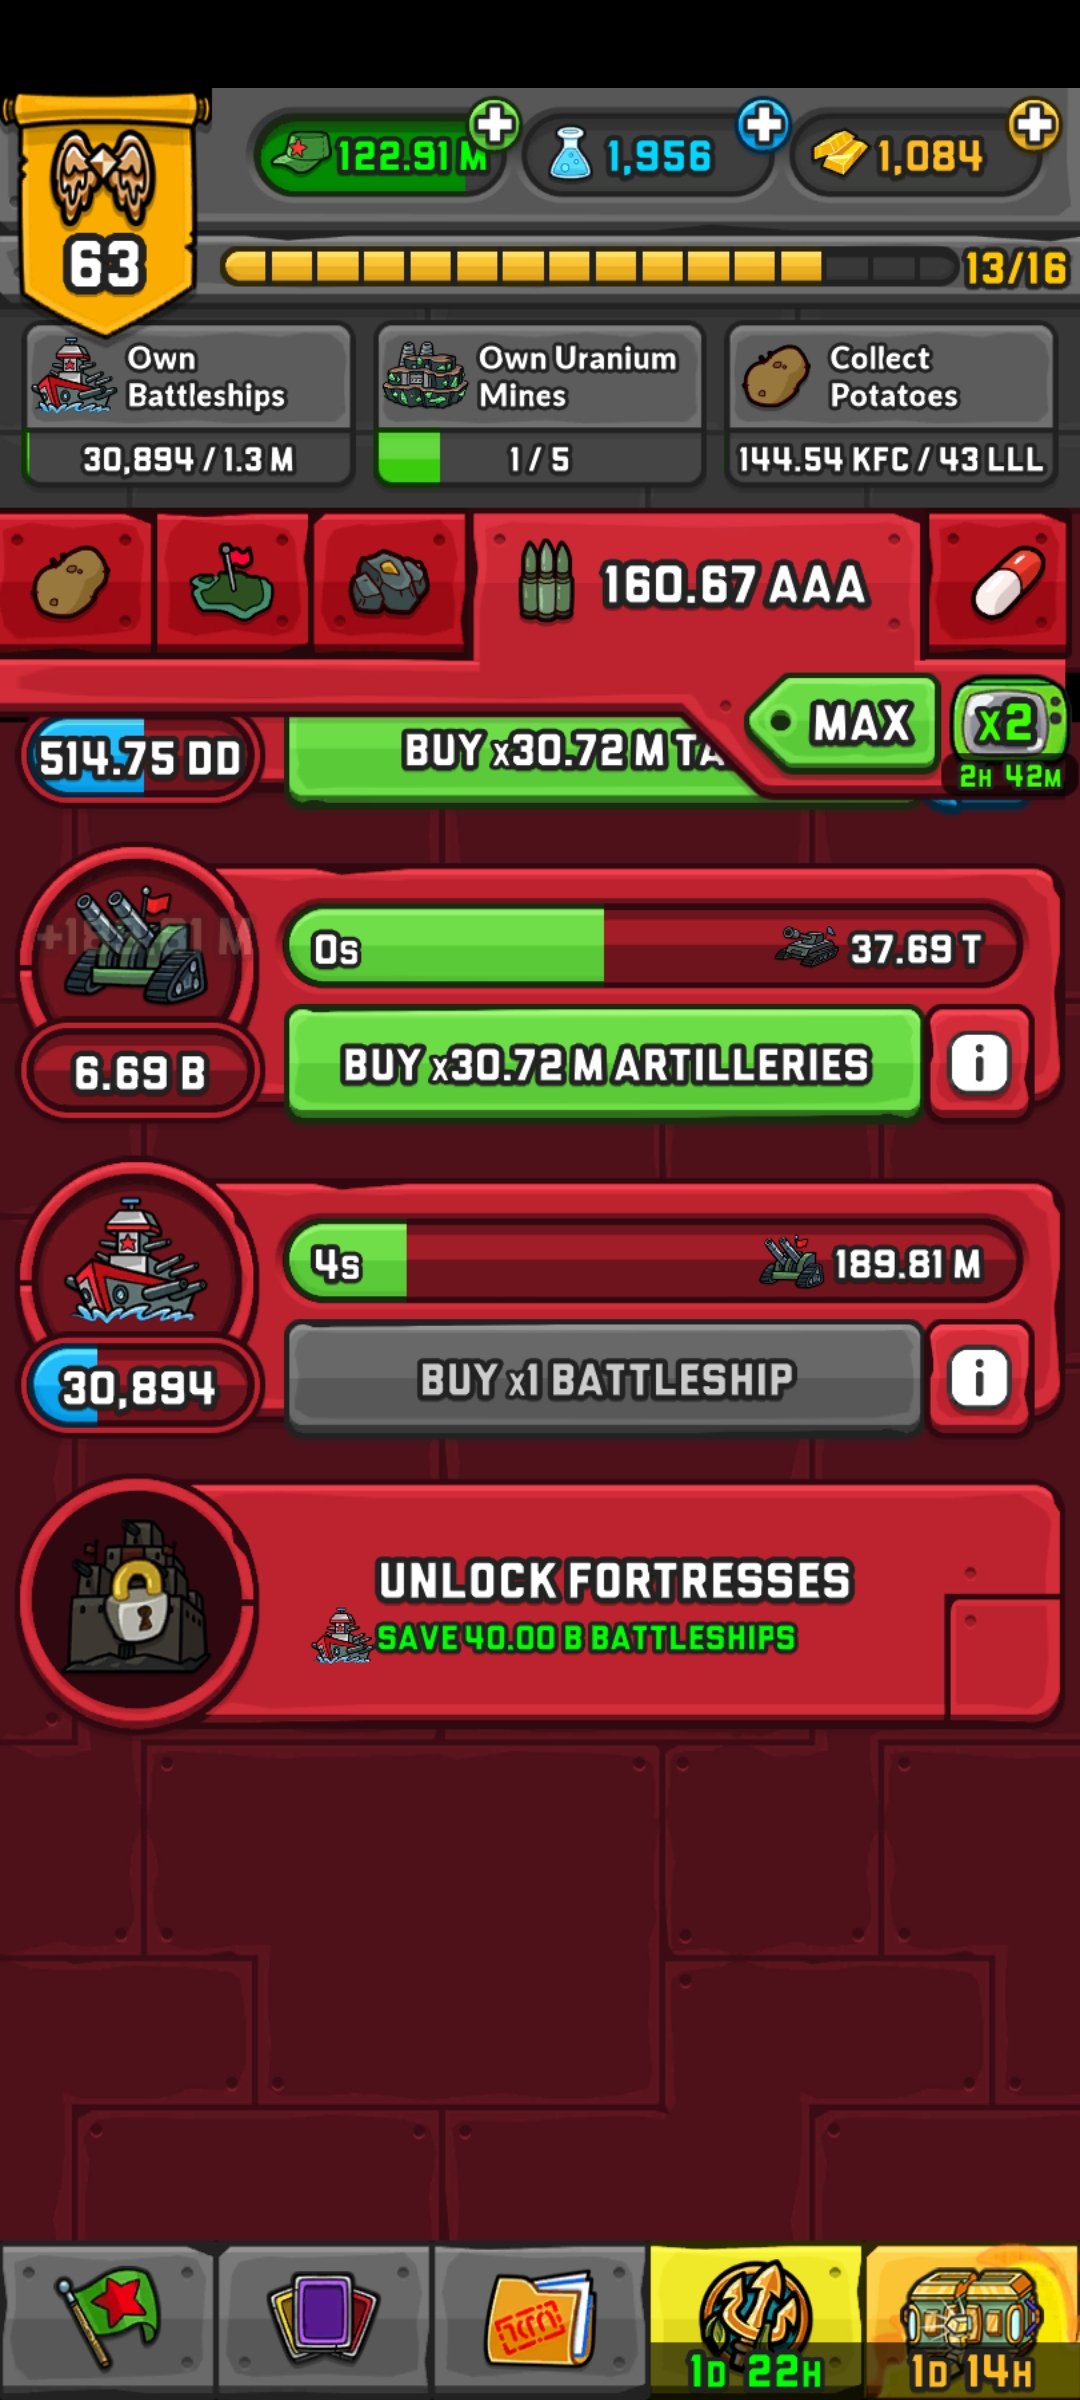 122.91 M
1,956
1,084
63
13/16
Own Battleships
30,894 / 1.3 M
Own Uranium Mines
1 / 5
Collect Potatoes
144.54 KFC / 43 LLL
160.67 AAA
MAX
x2
2H 42M
514.75 DD
BUY x30.72 M TA
0s
37.69 T
6.69 B
BUY x30.72 M ARTILLERIES
i
4s
189.81 M
30,894
BUY x1 BATTLESHIP
i
UNLOCK FORTRESSES
SAVE 40.00 B BATTLESHIPS
1D 22H
1D 14H